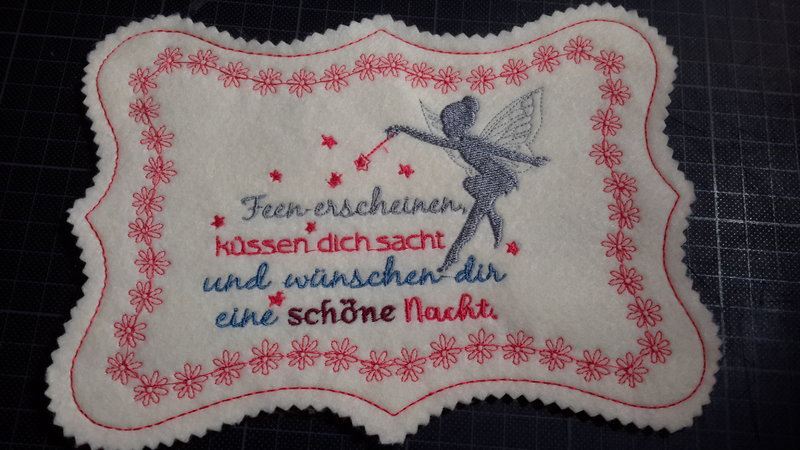 Feen erscheinen,
küssen dich sacht
und wünschen dir
eine schöne Nacht.